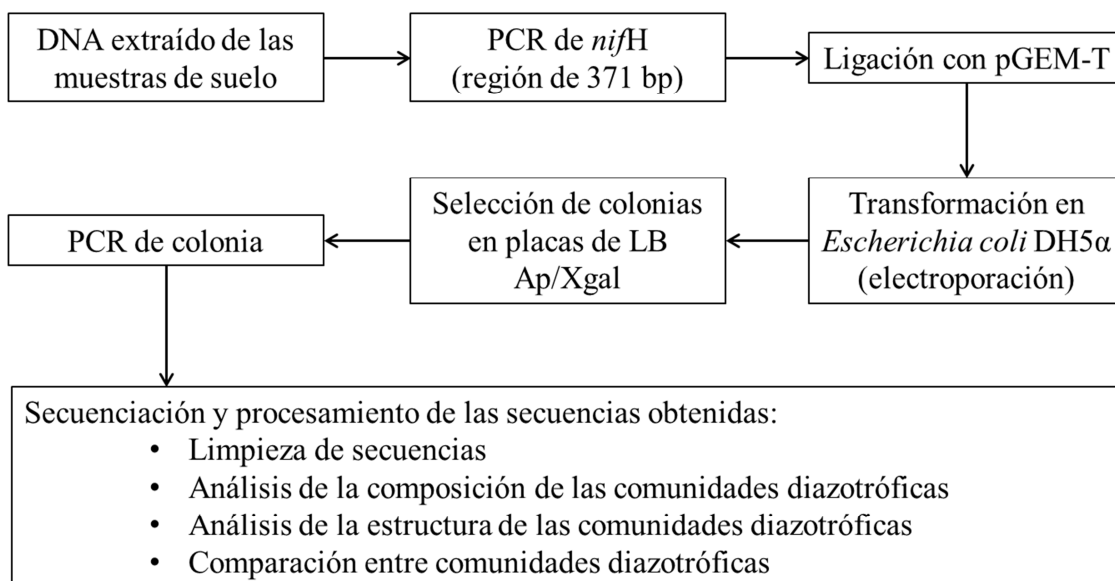 DNA extraído de las
muestras de suelo
PCR de nifH
(región de 371 bp)
Ligación con pGEM-T
Transformación en
Escherichia coli DH5α
(electroporación)
Selección de colonias
en placas de LB
Ap/Xgal
PCR de colonia
Secuenciación y procesamiento de las secuencias obtenidas:
• Limpieza de secuencias
• Análisis de la composición de las comunidades diazotróficas
• Análisis de la estructura de las comunidades diazotróficas
• Comparación entre comunidades diazotróficas